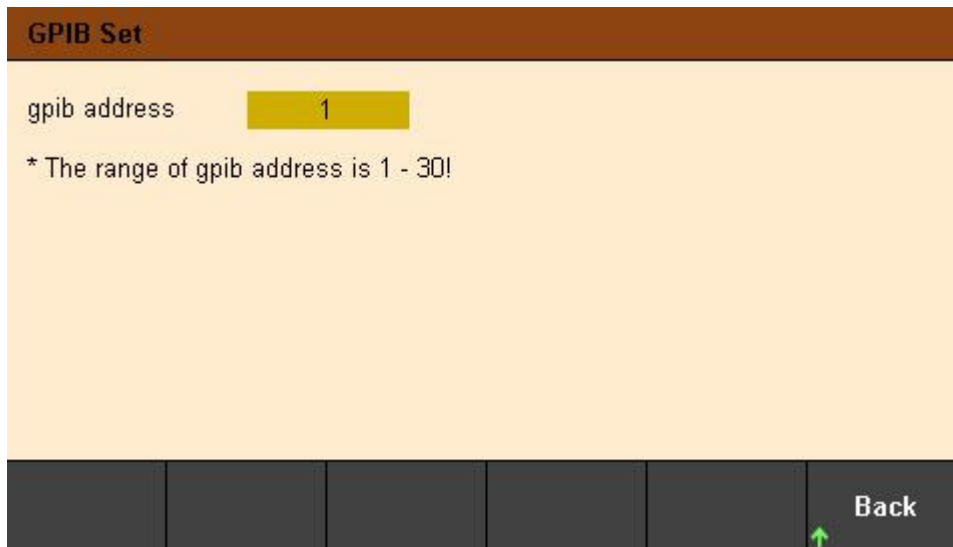 GPIB Set
gpib address 1
* The range of gpib address is 1 - 30!
Back